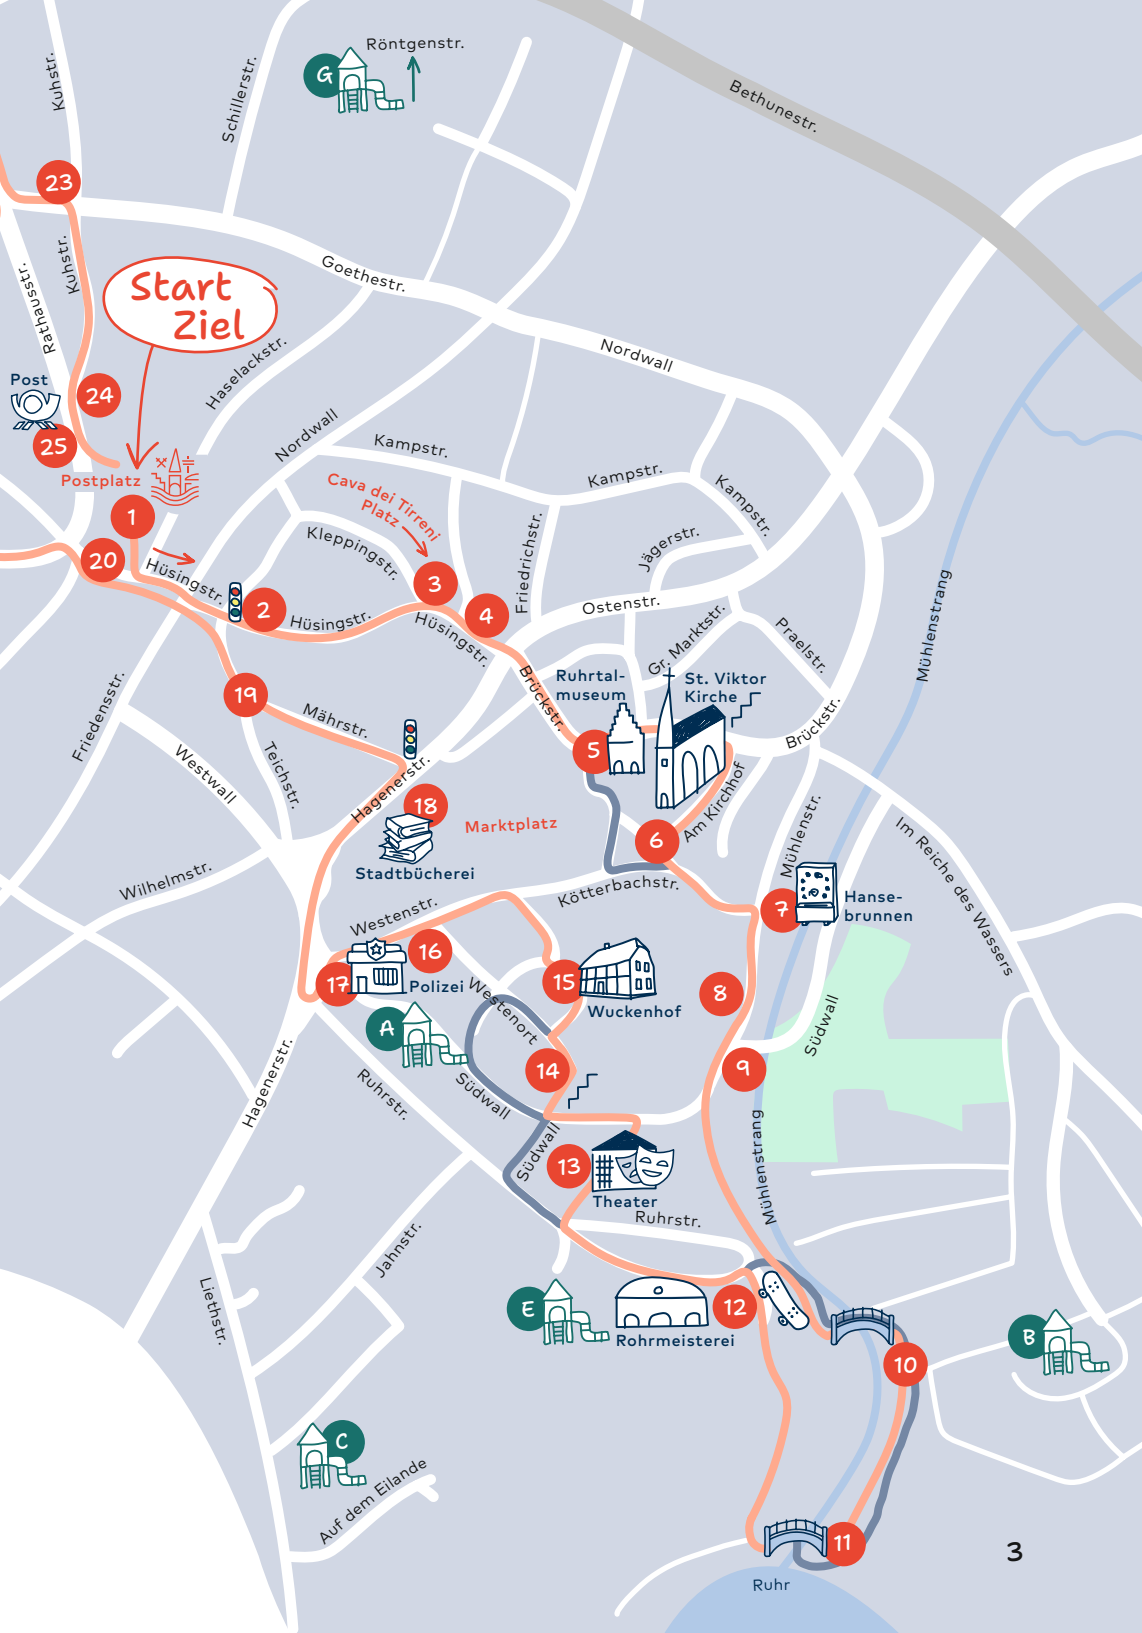 Röntgenstr.
G
Kuhstr.
Schillerstr.
Bethunestr.
23
Kuhstr.
Rathausstr.
Goethestr.
Start
Ziel
Nordwall
Haselackstr.
Post
24
25
Nordwall
Kampstr.
Kampstr.
Kampstr.
Postplatz
Cava dei Tirreni
Platz
1
Kleppingstr.
Friedrichstr.
Jägerstr.
20
Hüsingstr.
3
Mühlenstrang
2
Hüsingstr.
4
Hüsingstr.
Ostenstr.
Gr. Marktstr.
Praelstr.
Friedensstr.
19
Brückstr.
Ruhrtal-
museum
St. Viktor
Kirche
Mährstr.
Brückstr.
5
Westwall
Teichstr.
Hagenerstr.
18
Marktplatz
6
Am Kirchhof
Mühlenstr.
Im Reiche des Wassers
Stadtbücherei
Wilhelmstr.
Kötterbachstr.
7
Hanse-
brunnen
Westenstr.
16
17
Polizei
15
Wuckenhof
8
Westenort
A
Südwall
9
14
Hagenerstr.
Ruhrstr.
Südwall
Südwall
13
Theater
Mühlenstrang
Ruhrstr.
Jahnstr.
Liethstr.
E
Rohrmeisterei
12
B
10
C
Auf dem Eilande
11
3
Ruhr